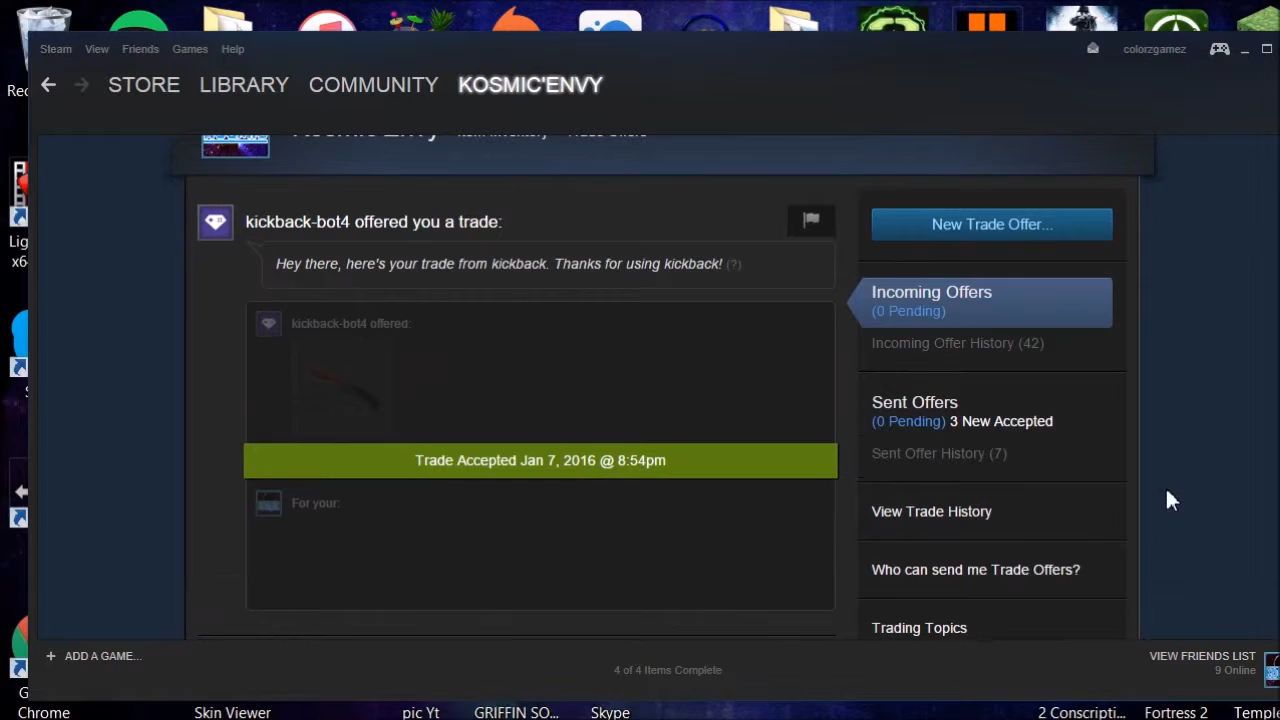 Steam View Friends Games Help
colorzgamez
STORE LIBRARY COMMUNITY KOSMIC'ENVY
kickback-bot4 offered you a trade:
Hey there, here's your trade from kickback. Thanks for using kickback! (?)
kickback-bot4 offered:
Trade Accepted Jan 7, 2016 @ 8:54pm
For your:
New Trade Offer...
Incoming Offers
(0 Pending)
Incoming Offer History (42)
Sent Offers
(0 Pending) 3 New Accepted
Sent Offer History (7)
View Trade History
Who can send me Trade Offers?
Trading Topics
+ ADD A GAME...
4 of 4 Items Complete
VIEW FRIENDS LIST
9 Online
Chrome
Skin Viewer
pic Yt
GRIFFIN SO...
Skype
2 Conscripti...
Fortress 2